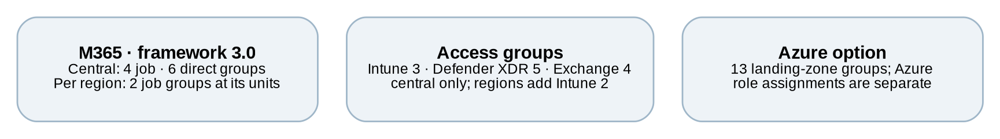 M365 · framework 3.0
Central: 4 job · 6 direct groups
Per region: 2 job groups at its units
Access groups
Intune 3 · Defender XDR 5 · Exchange 4
central only; regions add Intune 2
Azure option
13 landing-zone groups; Azure
role assignments are separate